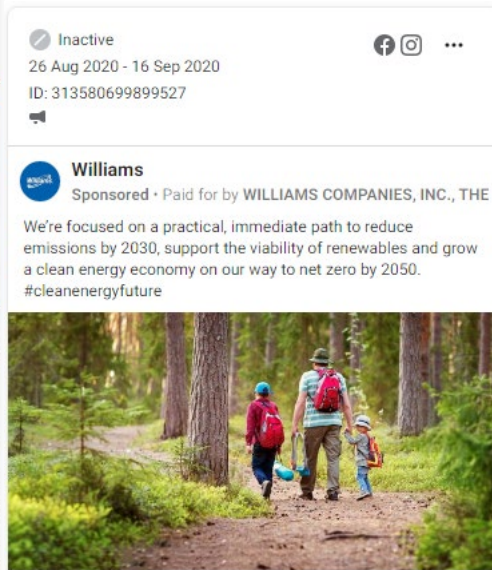 Inactive
26 Aug 2020 - 16 Sep 2020
ID: 313580699899527
Williams
Williams
Sponsored • Paid for by WILLIAMS COMPANIES, INC., THE
We're focused on a practical, immediate path to reduce
emissions by 2030, support the viability of renewables and grow
a clean energy economy on our way to net zero by 2050.
#cleanenergyfuture